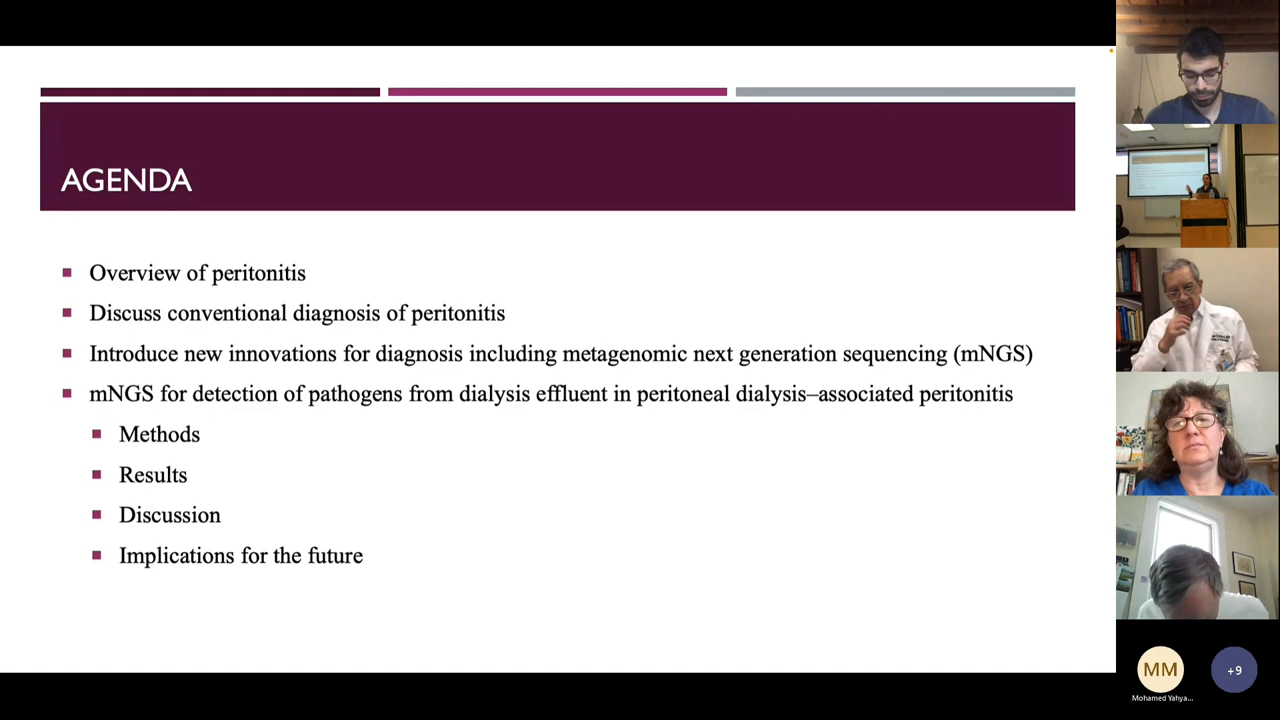 AGENDA
Overview of peritonitis
Discuss conventional diagnosis of peritonitis
Introduce new innovations for diagnosis including metagenomic next generation sequencing (mNGS)
mNGS for detection of pathogens from dialysis effluent in peritoneal dialysis–associated peritonitis
Methods
Results
Discussion
Implications for the future
MM
+9
Mohamed Yahya...